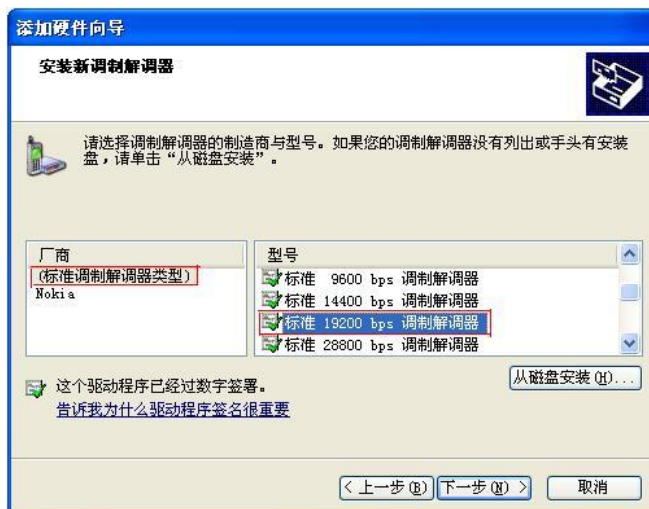 添加硬件向导
安装新调制解调器
请选择调制解调器的制造商与型号。如果您的调制解调器没有列出或手头有安装
盘，请单击“从磁盘安装”。
厂商
(标准调制解调器类型)
Nokia
型号
标准 9600 bps 调制解调器
标准 14400 bps 调制解调器
标准 19200 bps 调制解调器
标准 28800 bps 调制解调器
这个驱动程序已经过数字签署。
告诉我为什么驱动程序签名很重要
从磁盘安装(H)...
< 上一步(B)
下一步(N) >
取消